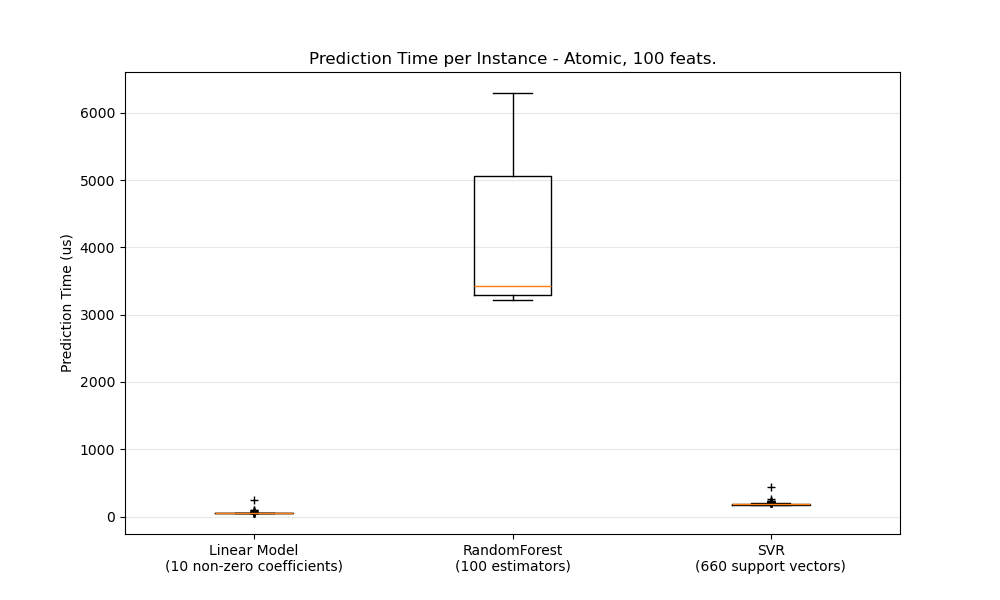 Prediction Time per Instance - Atomic, 100 feats.
Prediction Time (us)
6000
5000
4000
3000
2000
1000
0
Linear Model
(10 non-zero coefficients)
RandomForest
(100 estimators)
SVR
(660 support vectors)